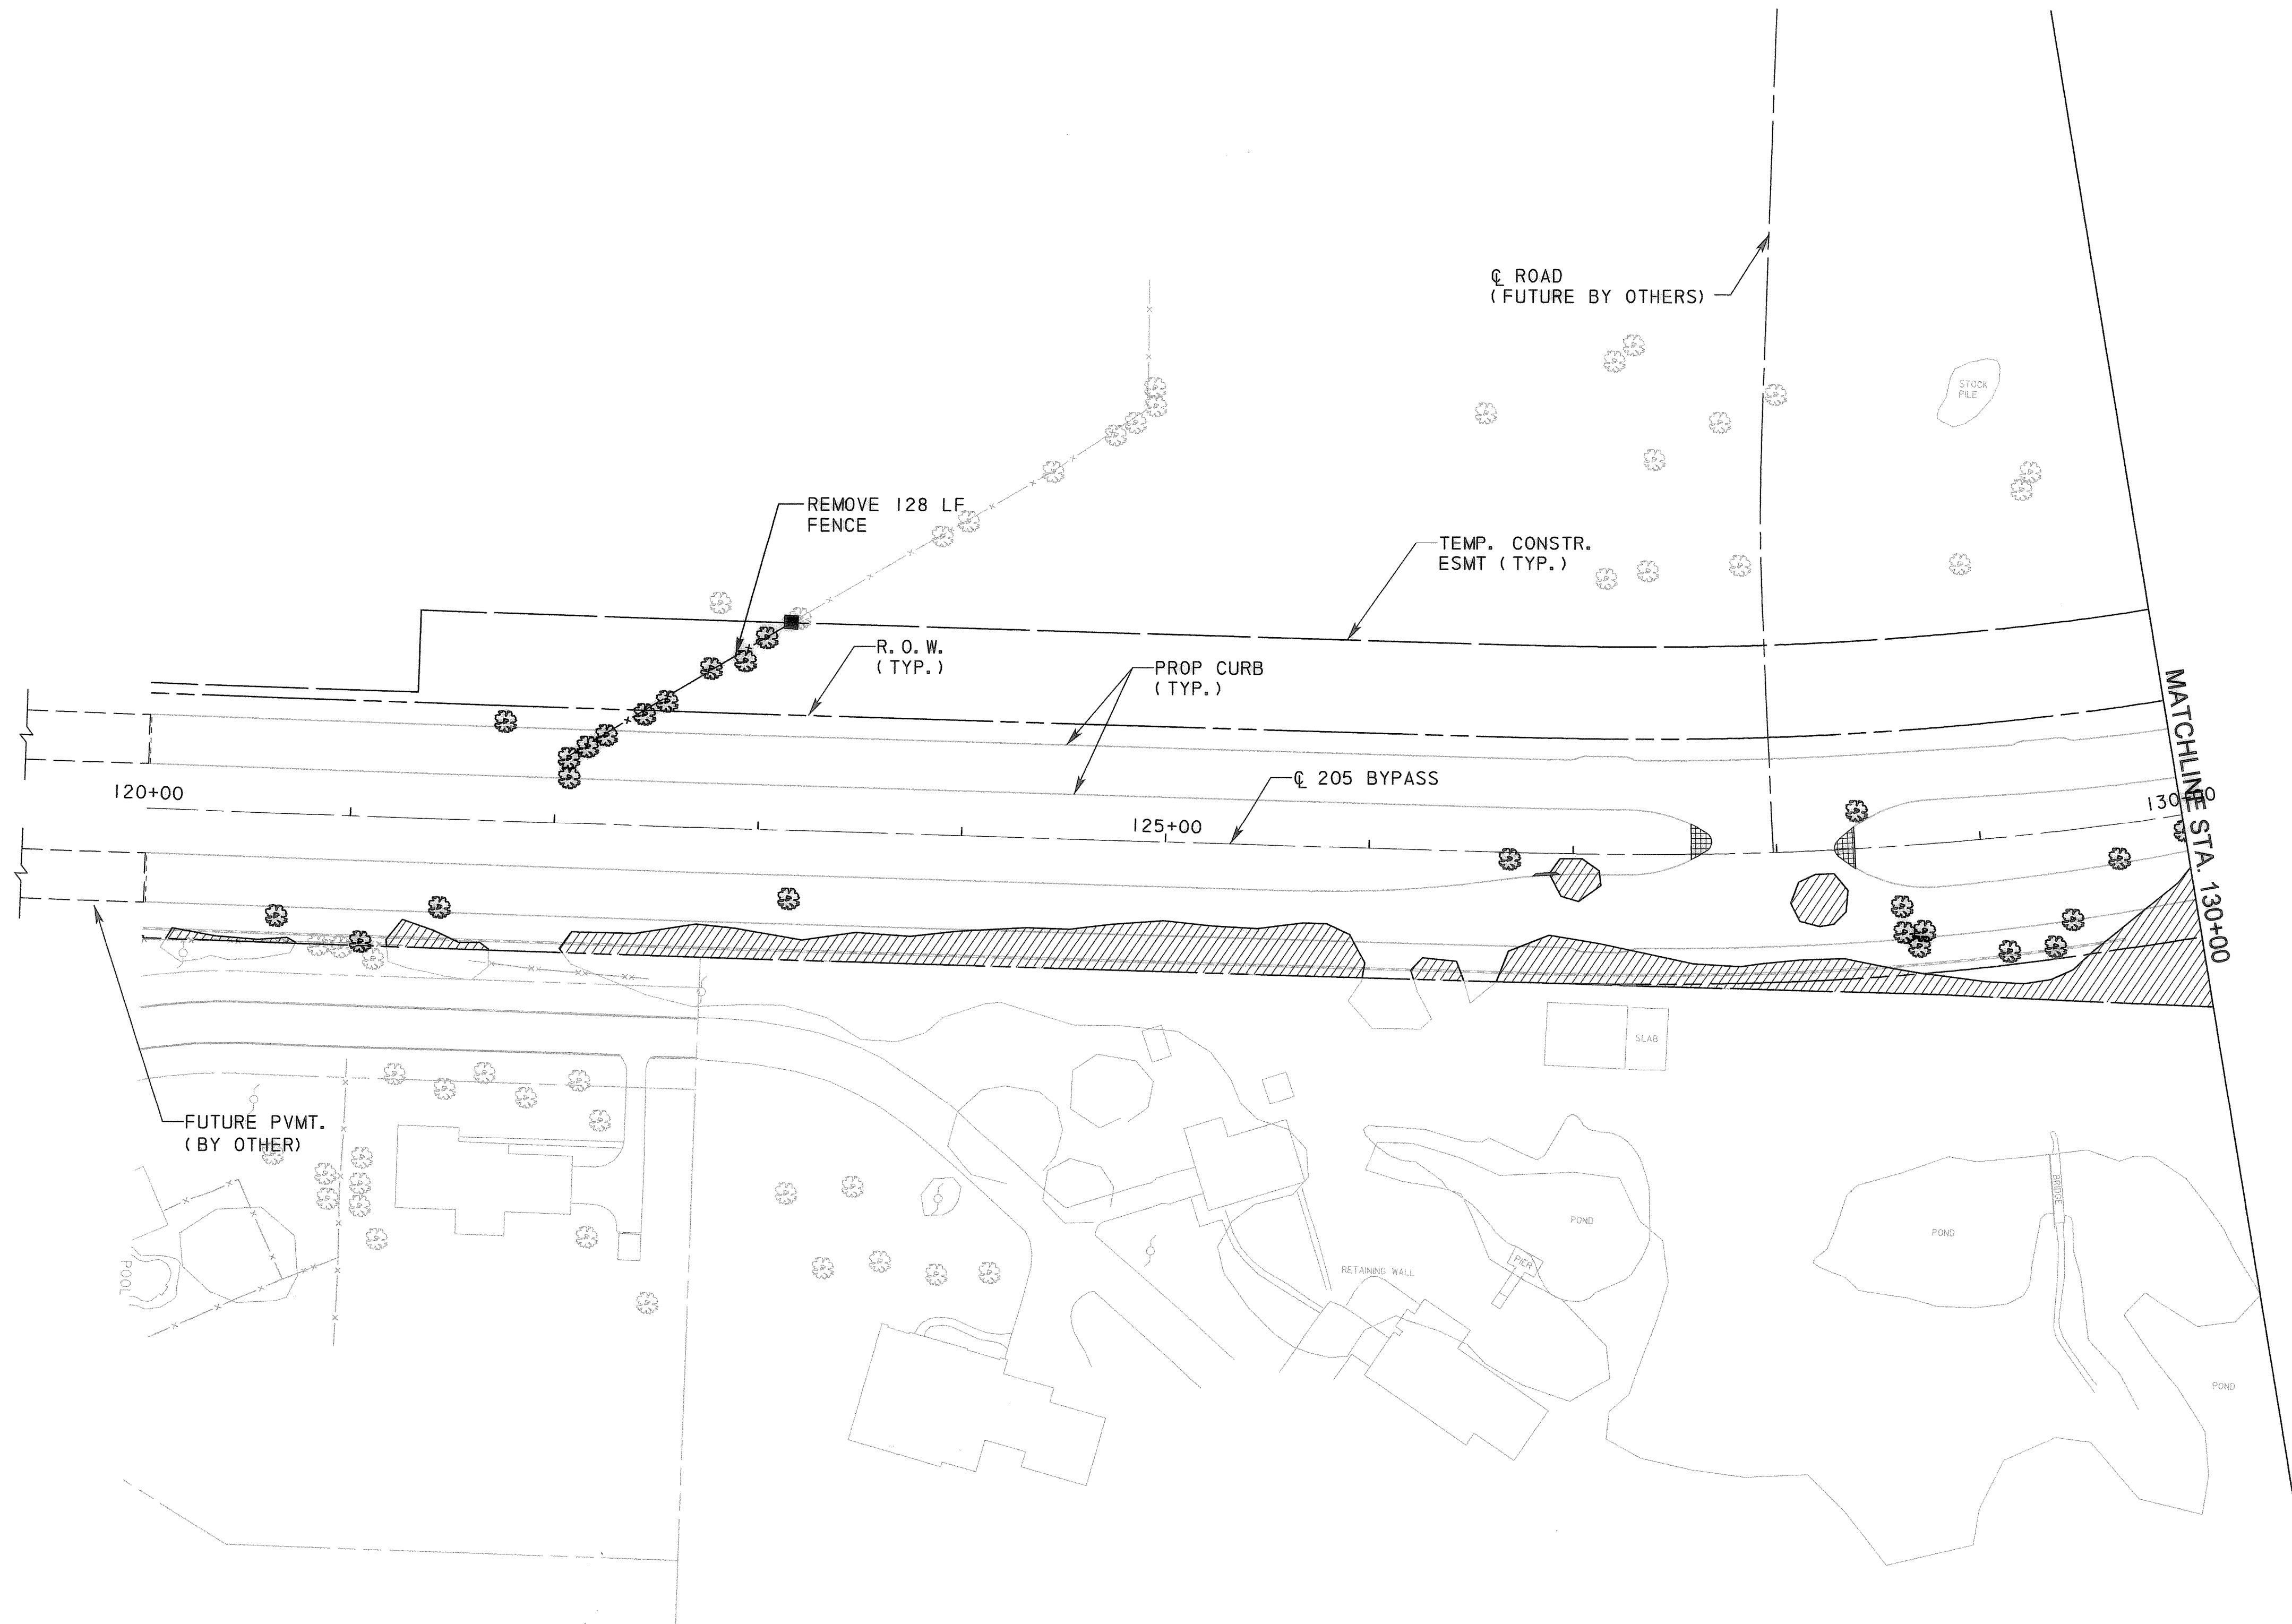 ℄ ROAD
(FUTURE BY OTHERS)
STOCK
PILE
REMOVE 128 LF
FENCE
TEMP. CONSTR.
ESMT (TYP.)
R.O.W.
(TYP.)
PROP CURB
(TYP.)
MATCHLINE STA. 130+00
℄ 205 BYPASS
120+00
125+00
130+00
SLAB
FUTURE PVMT.
(BY OTHER)
POOL
RETAINING WALL
PIER
POND
POND
BRIDGE
POND